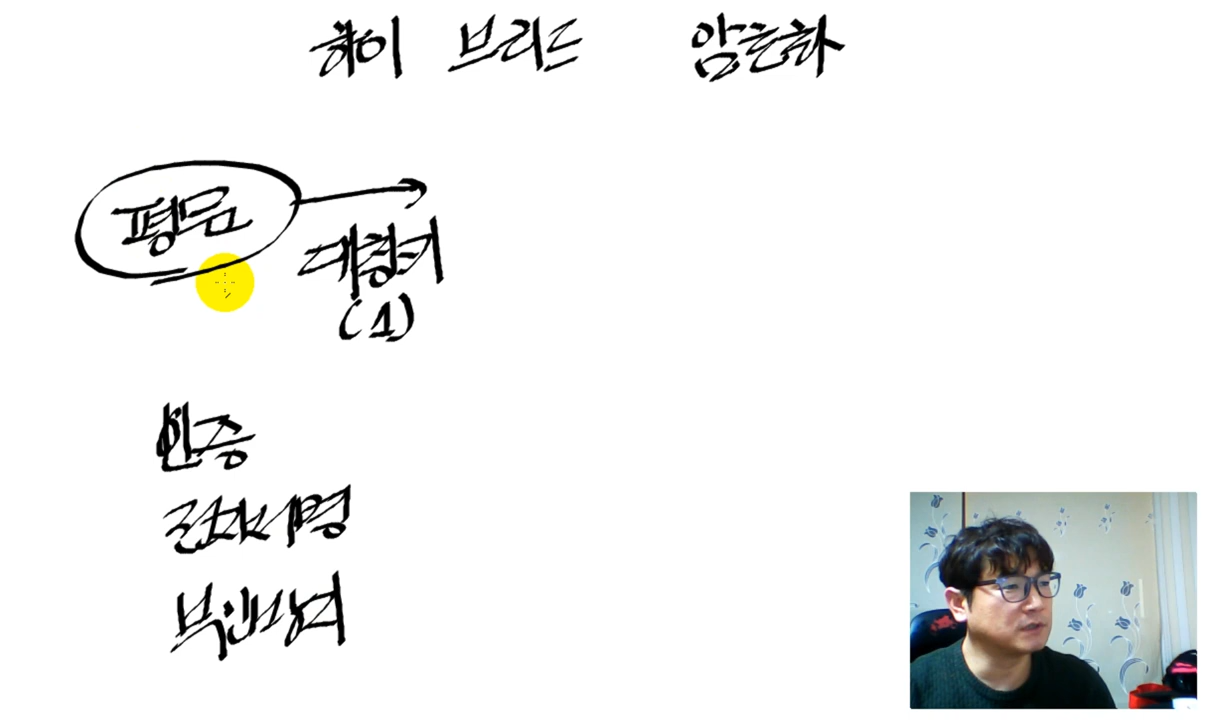 하이 브리드 암호화
평문
대칭키
(1)
인증
전자서명
부인방